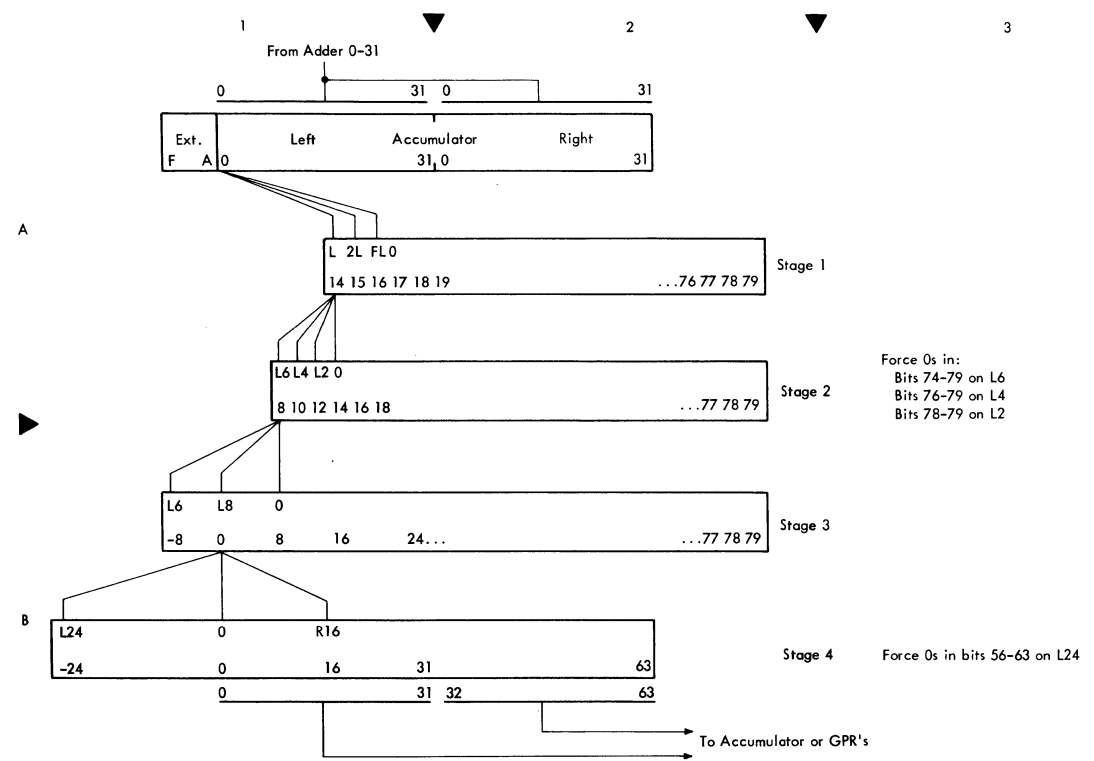 1 2 3
From Adder 0-31
0 31 0 31
Ext. Left Accumulator Right
F A 0 31 0 31
A
L 2L FL0
14 15 16 17 18 19 ...76 77 78 79
Stage 1
L6 L4 L2 0
8 10 12 14 16 18 ...77 78 79
Stage 2
Force 0s in:
Bits 74-79 on L6
Bits 76-79 on L4
Bits 78-79 on L2
L6 L8 0
-8 0 8 16 24... ...77 78 79
Stage 3
B
L24 0 R16
-24 0 16 31 63
Stage 4
Force 0s in bits 56-63 on L24
0 31 32 63
To Accumulator or GPR's